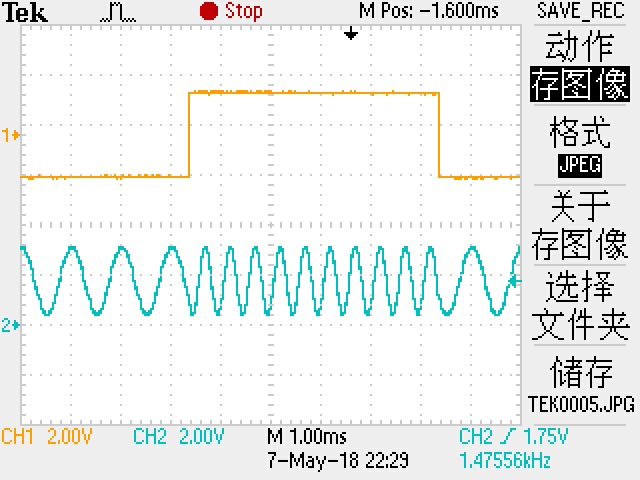 Tek Stop M Pos: -1.600ms SAVE_REC
动作
存图像
格式
JPEG
关于
存图像
选择
文件夹
储存
TEK0005.JPG
1
2
CH1 2.00V CH2 2.00V M 1.00ms CH2 1.75V
7-May-18 22:29 1.47556kHz